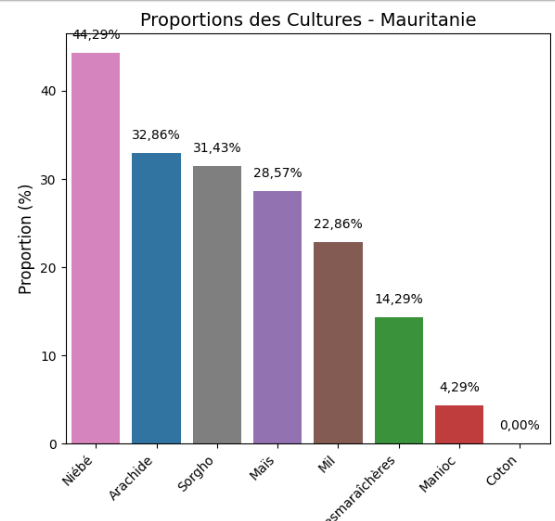 Proportions des Cultures - Mauritanie
44,29%
32,86%
31,43%
28,57%
22,86%
14,29%
4,29%
0,00%
Proportion (%)
40
30
20
10
0
Niébé
Arachide
Sorgho
Maïs
Mil
Manioc
Coton